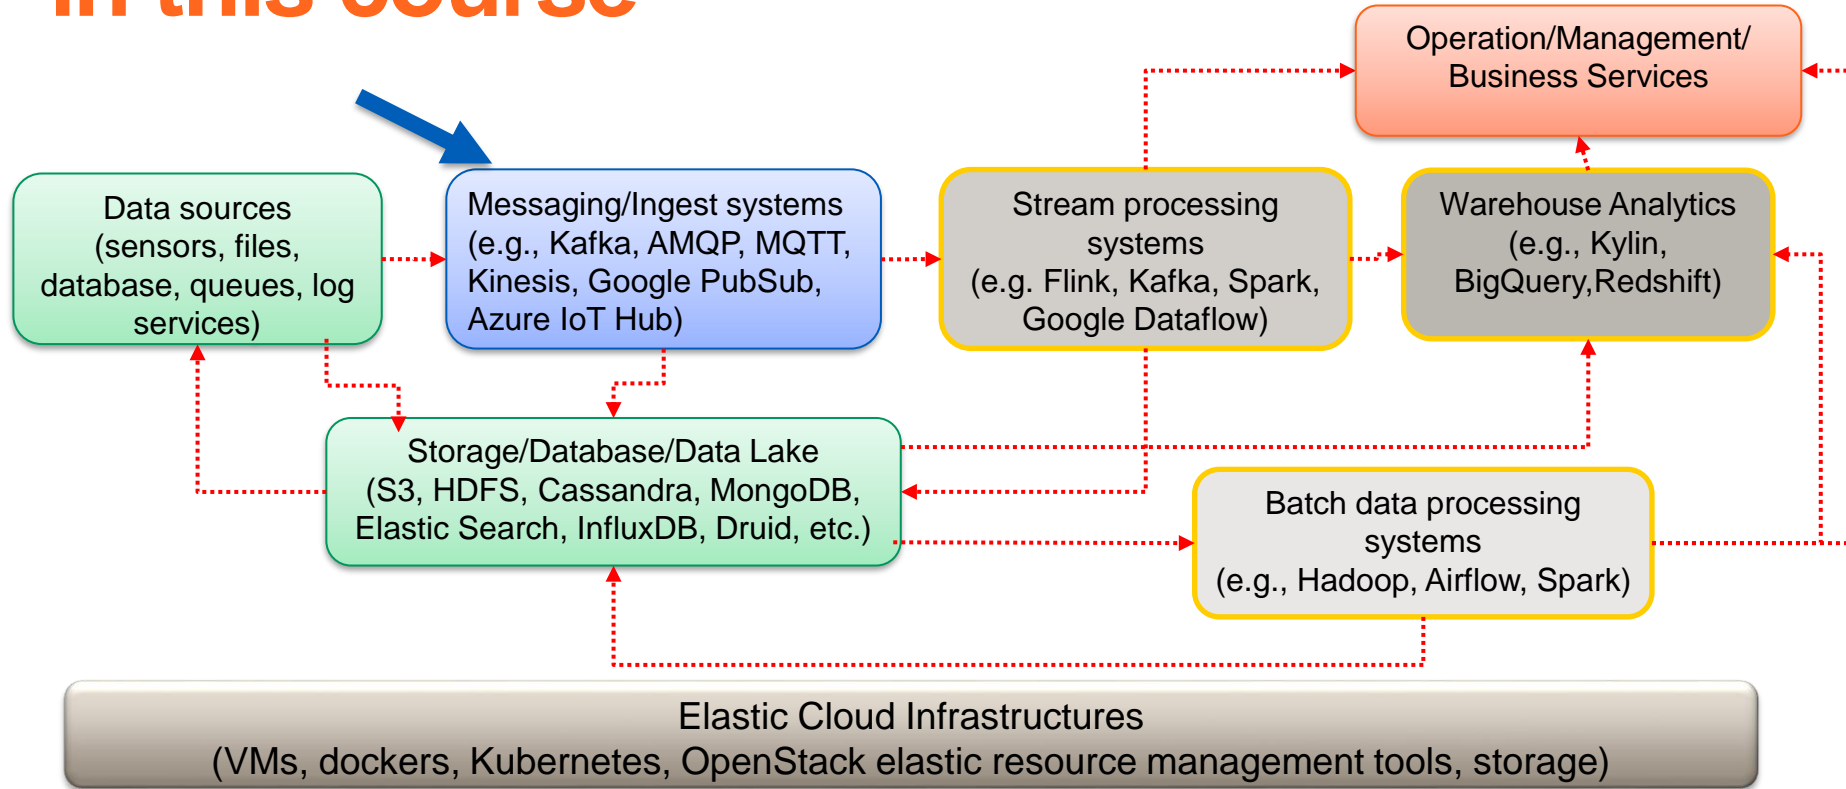 in this course
Operation/Management/
Business Services
Data sources
(sensors, files,
database, queues, log
services)
Messaging/Ingest systems
(e.g., Kafka, AMQP, MQTT,
Kinesis, Google PubSub,
Azure IoT Hub)
Stream processing
systems
(e.g. Flink, Kafka, Spark,
Google Dataflow)
Warehouse Analytics
(e.g., Kylin,
BigQuery,Redshift)
Storage/Database/Data Lake
(S3, HDFS, Cassandra, MongoDB,
Elastic Search, InfluxDB, Druid, etc.)
Batch data processing
systems
(e.g., Hadoop, Airflow, Spark)
Elastic Cloud Infrastructures
(VMs, dockers, Kubernetes, OpenStack elastic resource management tools, storage)